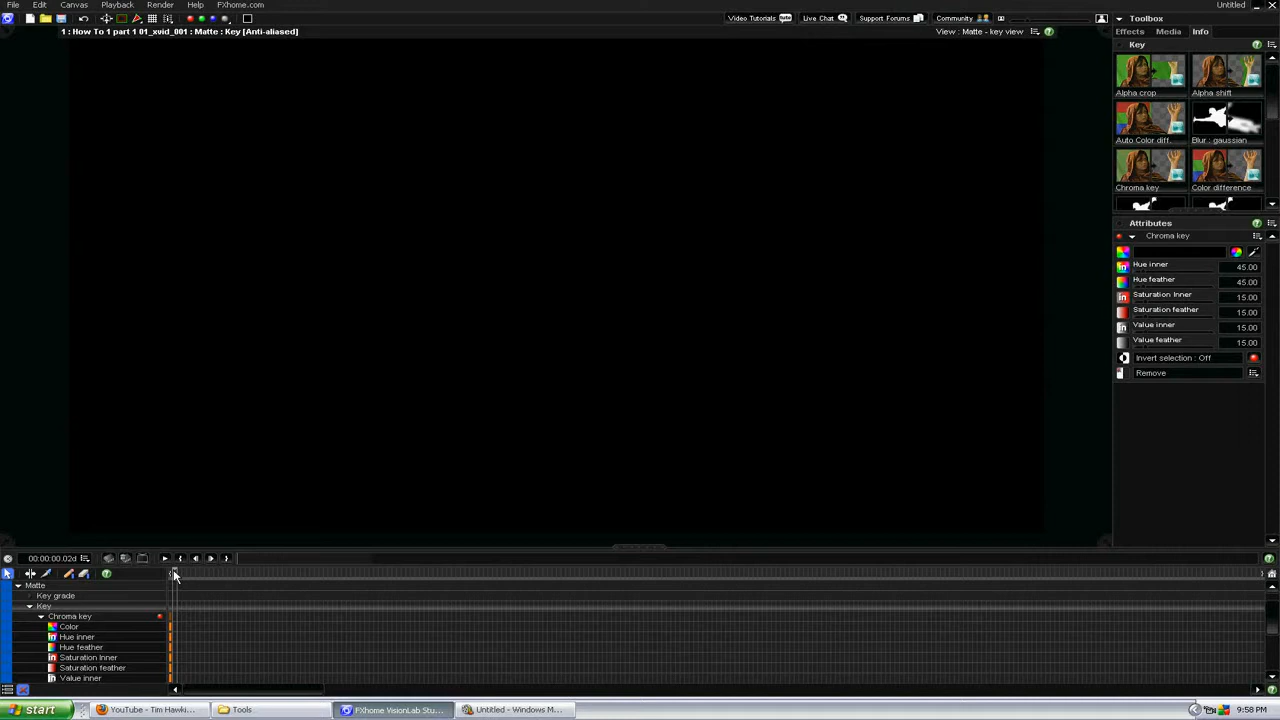 File Edit Canvas Playback Render Help FXhome.com Untitled
Video Tutorials Live Chat Support Forums Community Toolbox
1 : How To 1 part 1 01_xvid_001 : Matte : Key [Anti-aliased] View : Matte - key view Effects Media Info
Key
Alpha crop Alpha shift
Auto Color diff. Blur : gaussian
Chroma key Color difference
Attributes
Chroma key
Hue inner 45.00
Hue feather 45.00
Saturation Inner 15.00
Saturation feather 15.00
Value inner 15.00
Value feather 15.00
Invert selection : Off
Remove
00:00:00.02d
Matte
Key grade
Key
Chroma key
Color
Hue inner
Hue feather
Saturation Inner
Saturation feather
Value inner
start YouTube - Tim Hawki... Tools FXhome VisionLab Stu... Untitled - Windows M... 9:58 PM